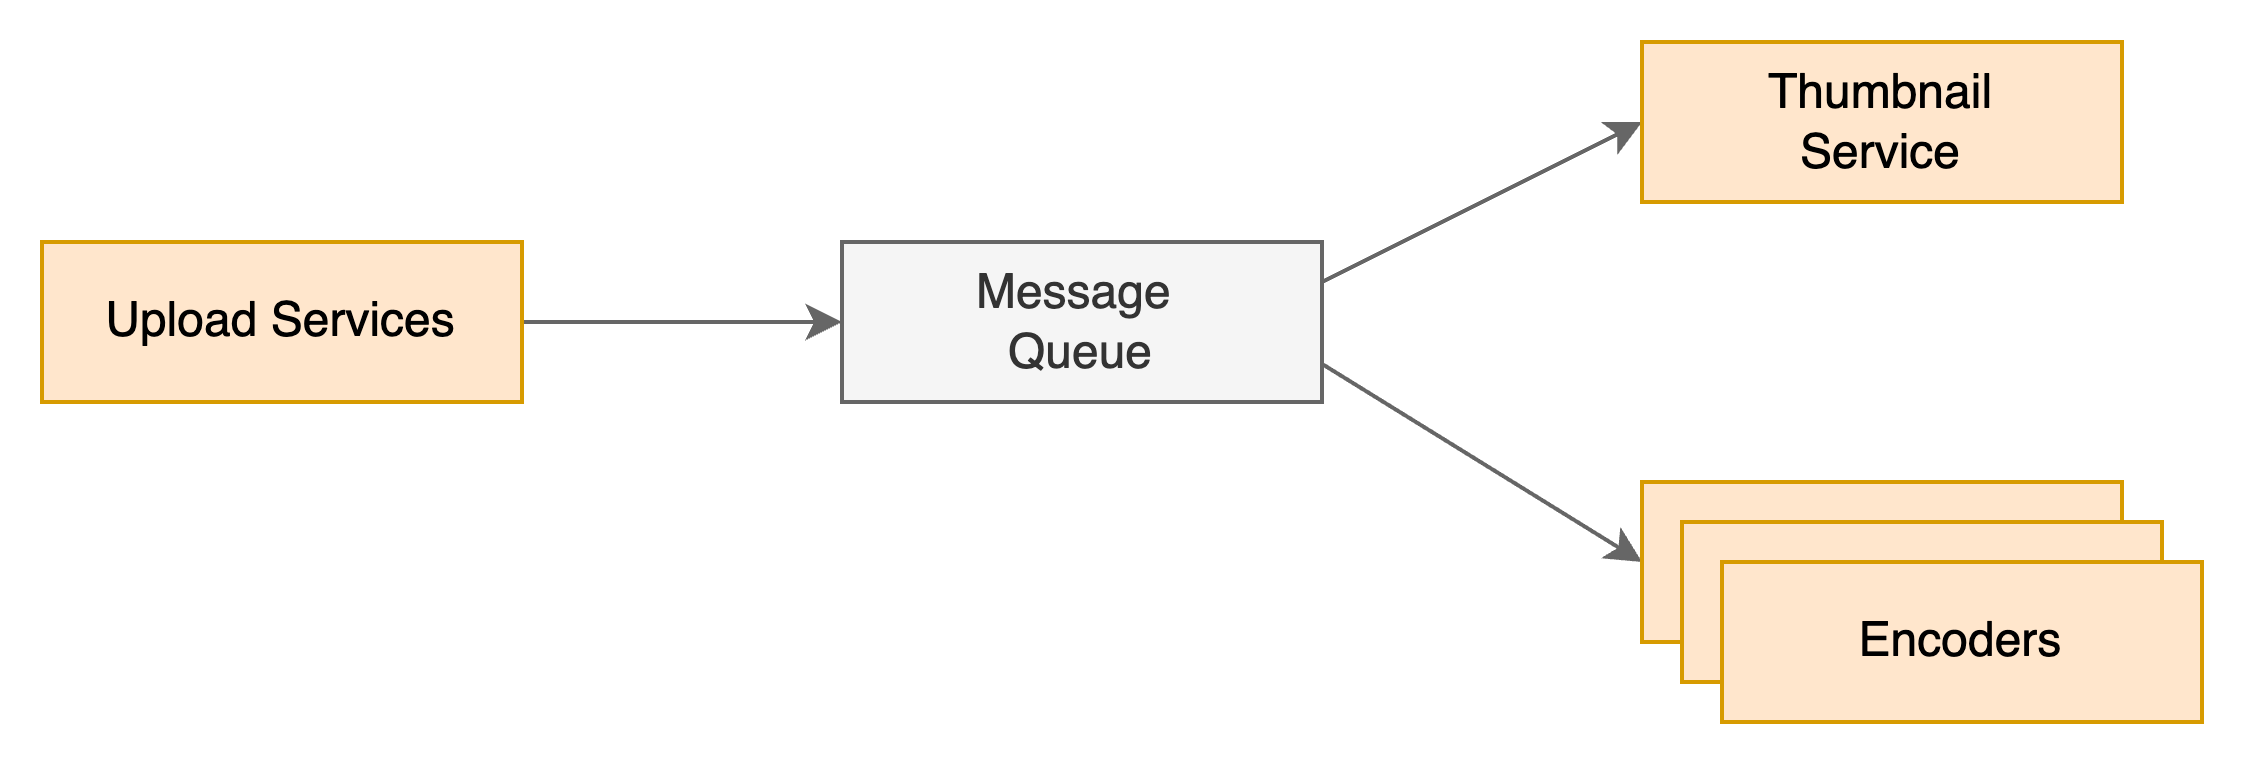 Upload Services
Message
Queue
Thumbnail
Service
Encoders